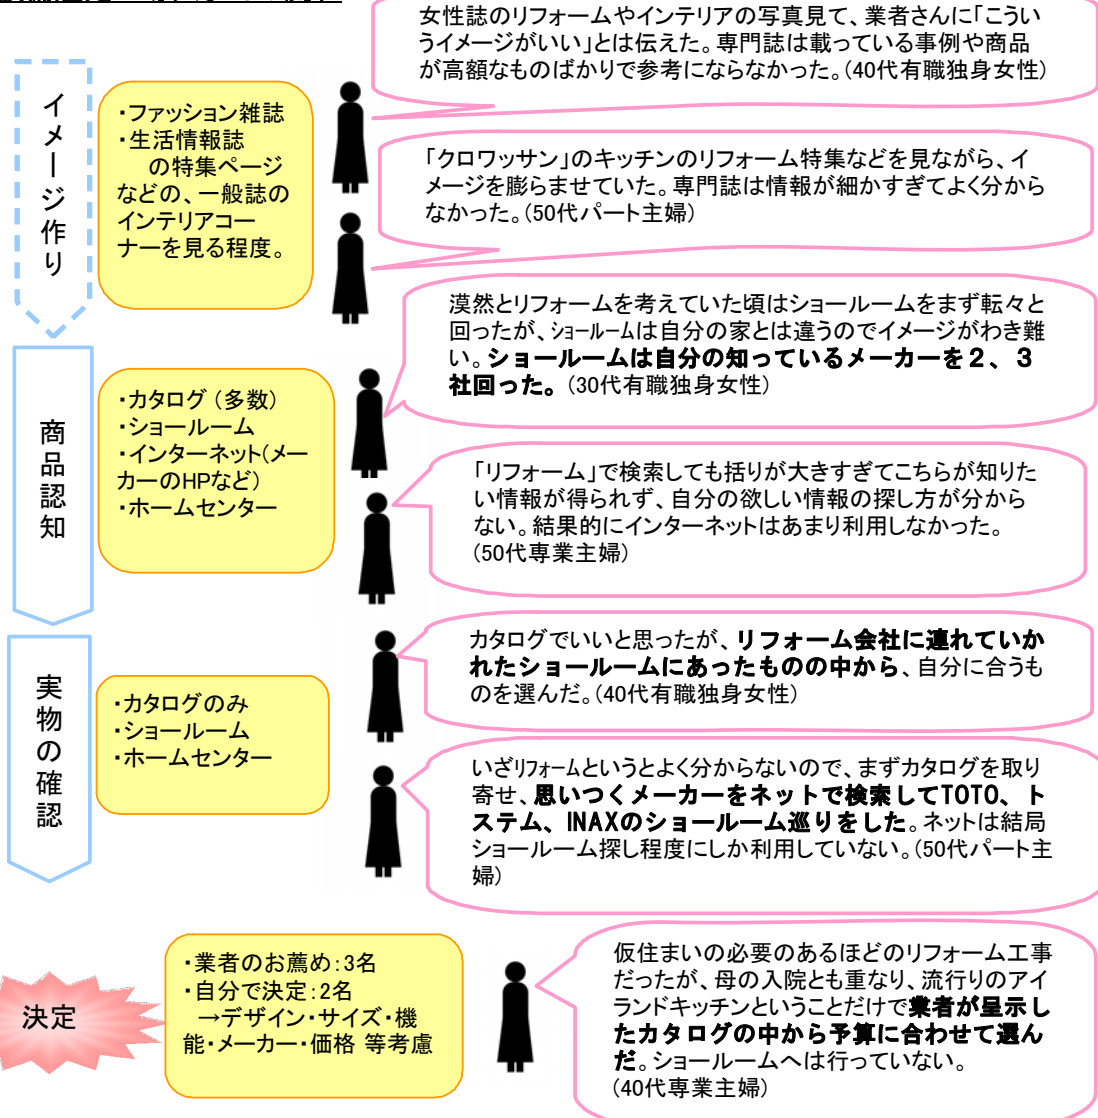 女性誌のリフォームやインテリアの写真見て、業者さんに「こうい
うイメージがいい」とは伝えた。専門誌は載っている事例や商品
が高額なものばかりで参考にならなかった。(40代有職独身女性)
イメージ作り
・ファッション雑誌
・生活情報誌
の特集ページ
などの、一般誌の
インテリアコー
ナーを見る程度。
「クロワッサン」のキッチンのリフォーム特集などを見ながら、イ
メージを膨らませていた。専門誌は情報が細かすぎてよく分から
なかった。(50代パート主婦)
漠然とリフォームを考えていた頃はショールームをまず転々と
回ったが、ショールームは自分の家とは違うのでイメージがわき難
い。ショールームは自分の知っているメーカーを2、3
社回った。(30代有職独身女性)
商品認知
・カタログ(多数)
・ショールーム
・インターネット(メー
カーのHPなど)
・ホームセンター
「リフォーム」で検索しても括りが大きすぎてこちらが知りた
い情報が得られず、自分の欲しい情報の探し方が分から
ない。結果的にインターネットはあまり利用しなかった。
(50代専業主婦)
カタログでいいと思ったが、リフォーム会社に連れていか
れたショールームにあったものの中から、自分に合うも
のを選んだ。(40代有職独身女性)
実物の確認
・カタログのみ
・ショールーム
・ホームセンター
いざリフォームというとよく分からないので、まずカタログを取り
寄せ、思いつくメーカーをネットで検索してTOTO、ト
ステム、INAXのショールーム巡りをした。ネットは結局
ショールーム探し程度にしか利用していない。(50代パート主
婦)
決定
・業者のお薦め:3名
・自分で決定:2名
→デザイン・サイズ・機
能・メーカー・価格 等考慮
仮住まいの必要のあるほどのリフォーム工事
だったが、母の入院とも重なり、流行りのアイ
ランドキッチンということだけで業者が呈示し
たカタログの中から予算に合わせて選ん
だ。ショールームへは行っていない。
(40代専業主婦)